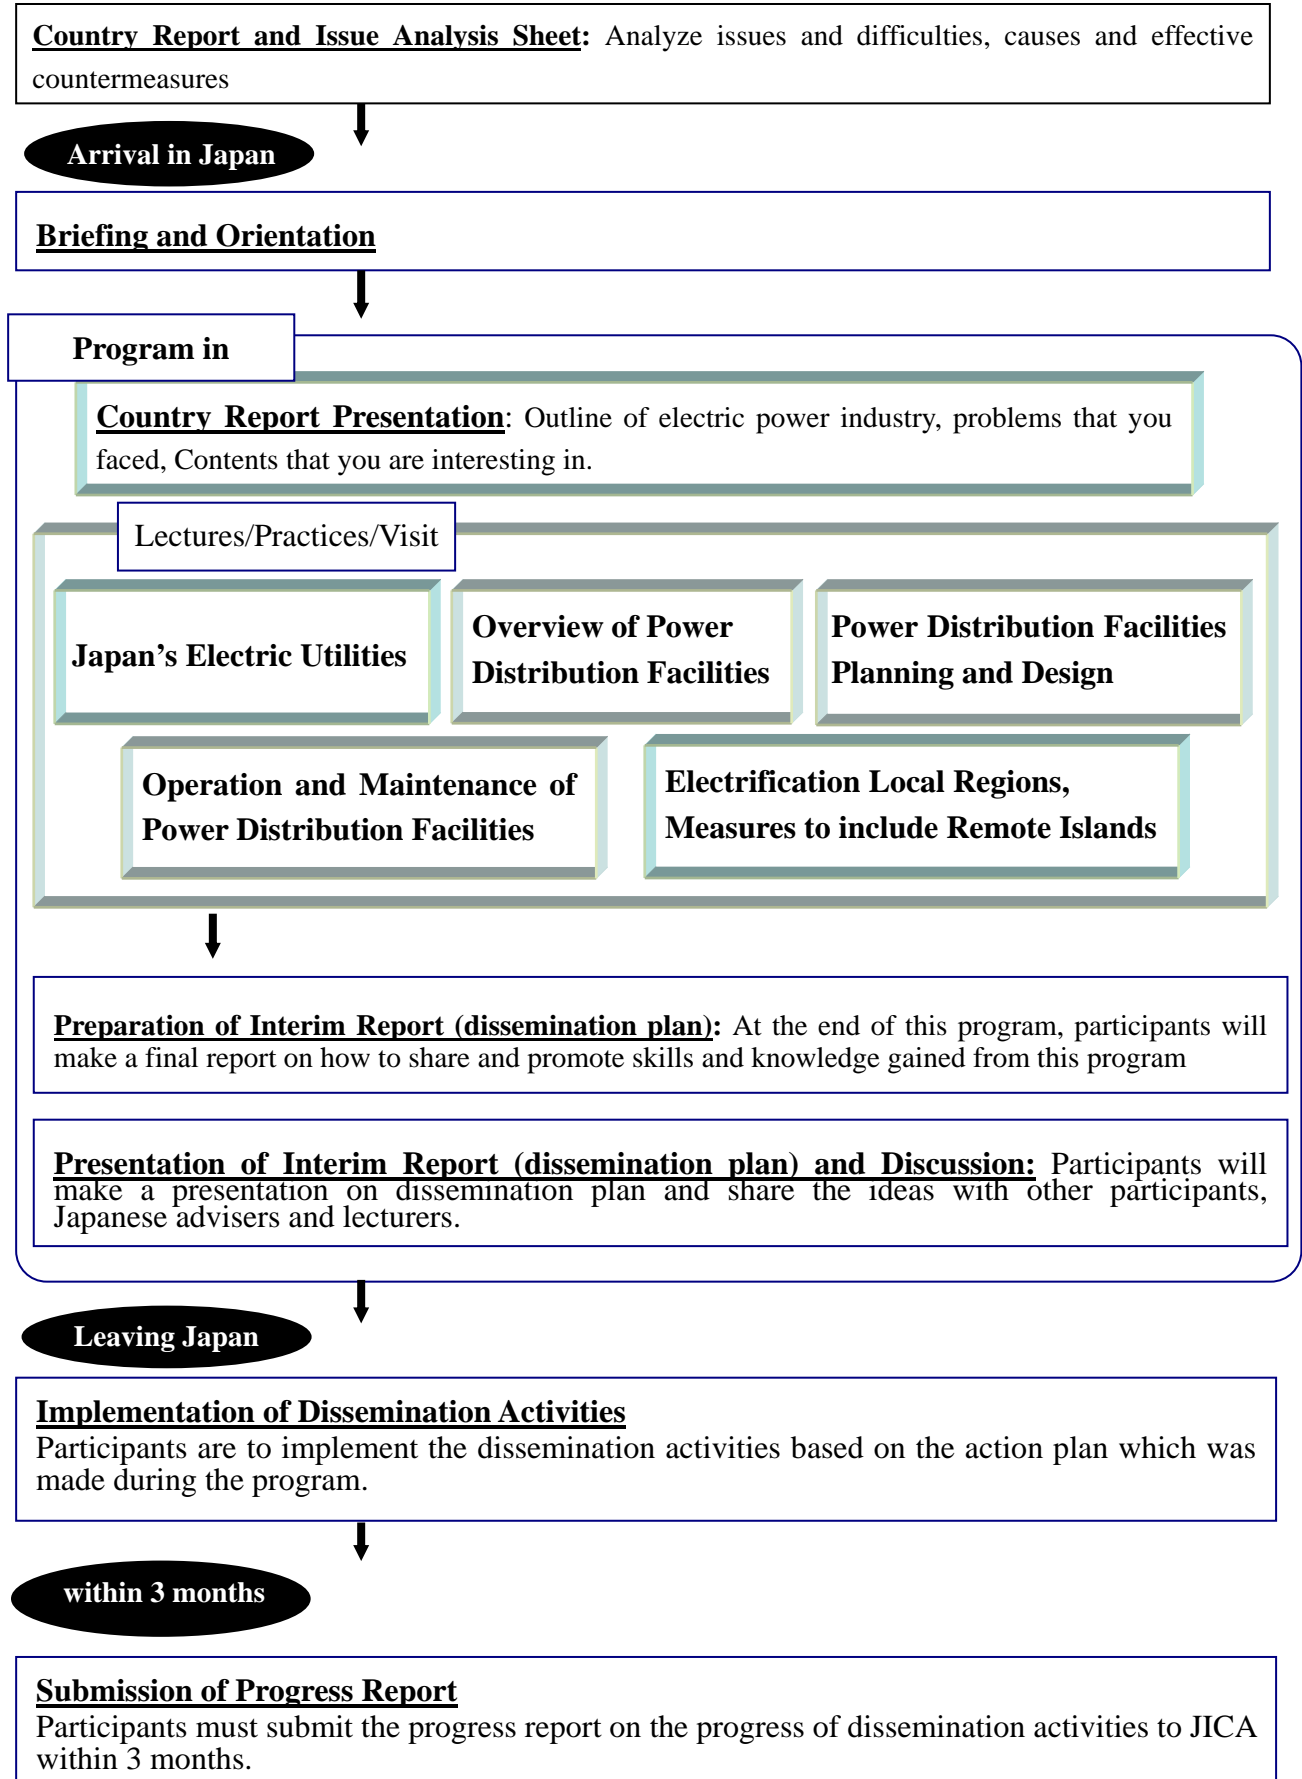 Country Report and Issue Analysis Sheet: Analyze issues and difficulties, causes and effective
countermeasures
Arrival in Japan
Briefing and Orientation
Program in
Country Report Presentation: Outline of electric power industry, problems that you
faced, Contents that you are interesting in.
Lectures/Practices/Visit
Japan’s Electric Utilities
Overview of Power
Distribution Facilities
Power Distribution Facilities
Planning and Design
Operation and Maintenance of
Power Distribution Facilities
Electrification Local Regions,
Measures to include Remote Islands
Preparation of Interim Report (dissemination plan): At the end of this program, participants will
make a final report on how to share and promote skills and knowledge gained from this program
Presentation of Interim Report (dissemination plan) and Discussion: Participants will
make a presentation on dissemination plan and share the ideas with other participants,
Japanese advisers and lecturers.
Leaving Japan
Implementation of Dissemination Activities
Participants are to implement the dissemination activities based on the action plan which was
made during the program.
within 3 months
Submission of Progress Report
Participants must submit the progress report on the progress of dissemination activities to JICA
within 3 months.